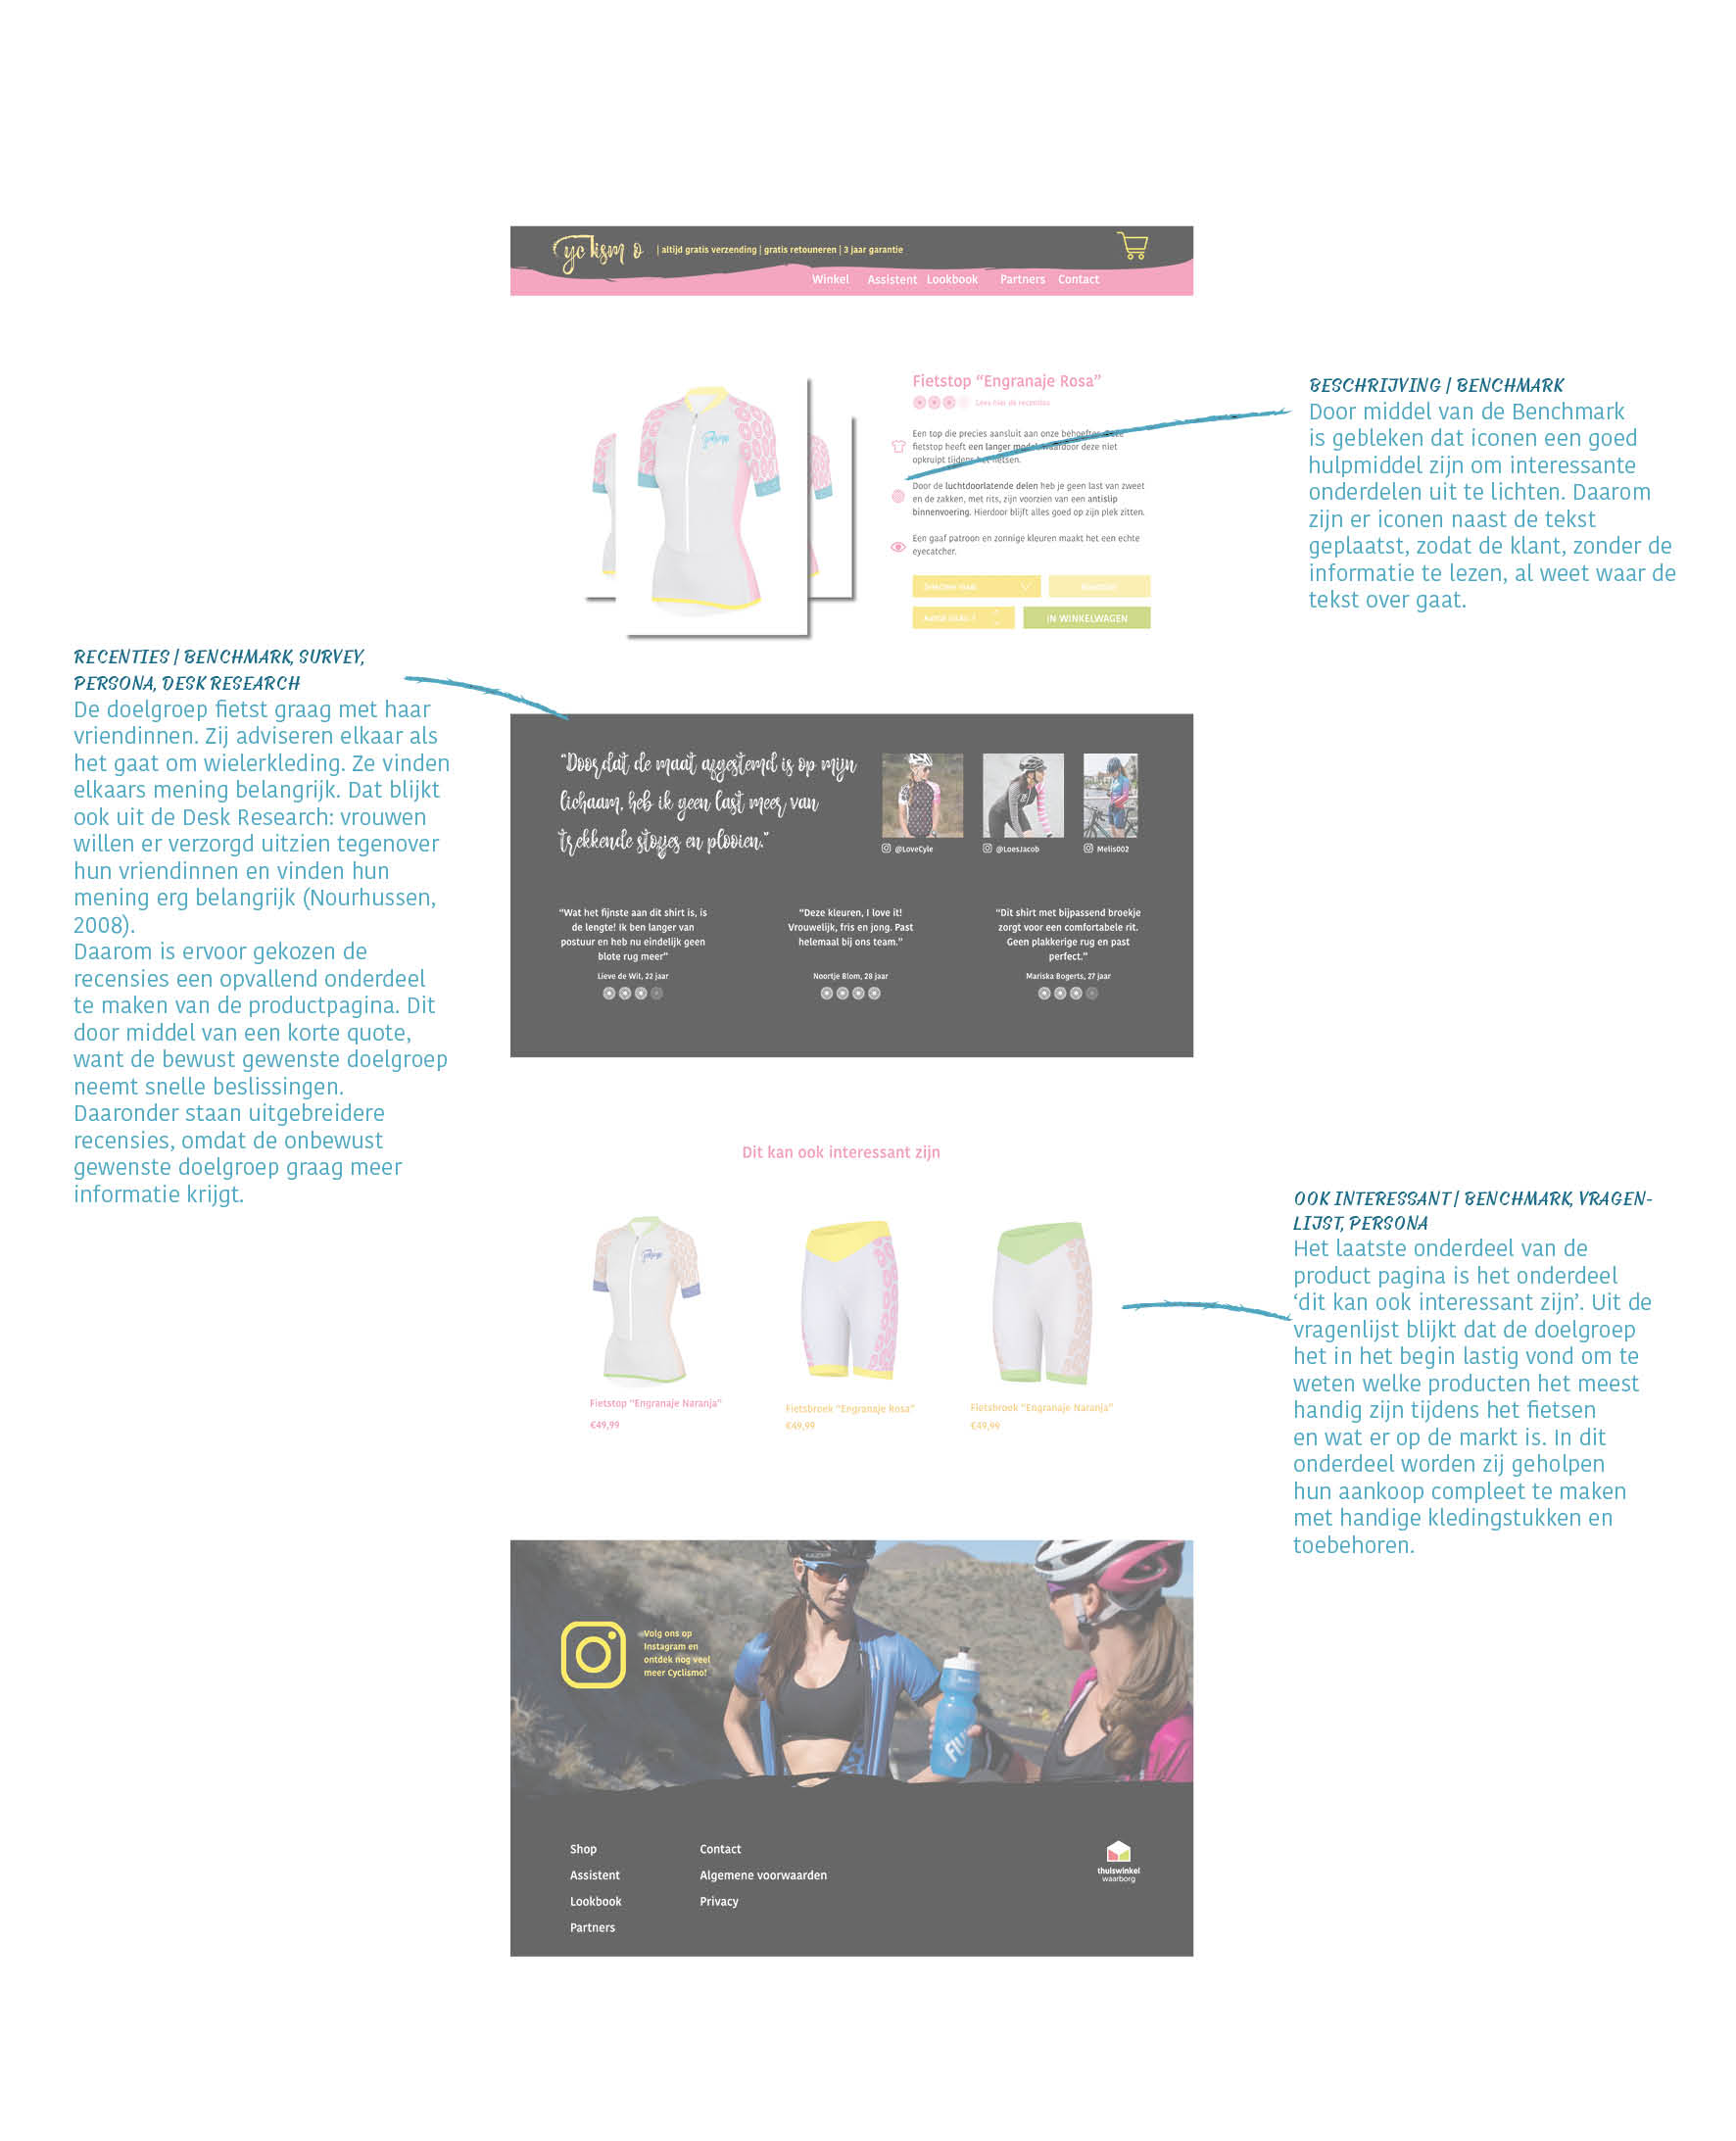 Cyclismo
| altijd gratis verzending | gratis retouneren | 3 jaar garantie
Winkel Assistent Lookbook Partners Contact
Fietstop “Engranaje Rosa”
Lees hier de recensies
Een top die precies aansluit aan onze behoeftes. Deze
fietstop heeft een langer model waardoor deze niet
opkruipt tijdens het fietsen.
Door de luchtdoorlatende delen heb je geen last van zweet
en de zakken, met rits, zijn voorzien van een antislip
binnenvoering. Hierdoor blijft alles goed op zijn plek zitten.
Een gaaf patroon en zonnige kleuren maakt het een echte
eyecatcher.
IN WINKELWAGEN
BESCHRIJVING / BENCHMARK
Door middel van de Benchmark
is gebleken dat iconen een goed
hulpmiddel zijn om interessante
onderdelen uit te lichten. Daarom
zijn er iconen naast de tekst
geplaatst, zodat de klant, zonder de
informatie te lezen, al weet waar de
tekst over gaat.
RECENTIES / BENCHMARK, SURVEY,
PERSONA, DESK RESEARCH
De doelgroep fietst graag met haar
vriendinnen. Zij adviseren elkaar als
het gaat om wielerkleding. Ze vinden
elkaars mening belangrijk. Dat blijkt
ook uit de Desk Research: vrouwen
willen er verzorgd uitzien tegenover
hun vriendinnen en vinden hun
mening erg belangrijk (Nourhussen,
2008).
Daarom is ervoor gekozen de
recensies een opvallend onderdeel
te maken van de productpagina. Dit
door middel van een korte quote,
want de bewust gewenste doelgroep
neemt snelle beslissingen.
Daaronder staan uitgebreidere
recensies, omdat de onbewust
gewenste doelgroep graag meer
informatie krijgt.
“Doordat de maat afgestemd is op mijn
lichaam, heb ik geen last meer van
trekkende stofjes en plooien.”
@LoveCyle
@LoesJacob
Melis002
“Wat het fijnste aan dit shirt is, is
de lengte! Ik ben langer van
postuur en heb nu eindelijk geen
blote rug meer”
Lieve de Wit, 22 jaar
“Deze kleuren, I love it!
Vrouwelijk, fris en jong. Past
helemaal bij ons team.”
Noortje Blom, 28 jaar
“Dit shirt met bijpassend broekje
zorgt voor een comfortabele rit.
Geen plakkerige rug en past
perfect.”
Mariska Bogerts, 27 jaar
Dit kan ook interessant zijn
Fietstop “Engranaje Naranja”
€49,99
Fietsbroek “Engranaje Rosa”
€49,99
Fietsbroek “Engranaje Naranja”
€49,99
OOK INTERESSANT / BENCHMARK, VRAGEN-
LIJST, PERSONA
Het laatste onderdeel van de
product pagina is het onderdeel
‘dit kan ook interessant zijn’. Uit de
vragenlijst blijkt dat de doelgroep
het in het begin lastig vond om te
weten welke producten het meest
handig zijn tijdens het fietsen
en wat er op de markt is. In dit
onderdeel worden zij geholpen
hun aankoop compleet te maken
met handige kledingstukken en
toebehoren.
Volg ons op
Instagram en
ontdek nog veel
meer Cyclismo!
Shop
Assistent
Lookbook
Partners
Contact
Algemene voorwaarden
Privacy
thuiswinkel
waarborg